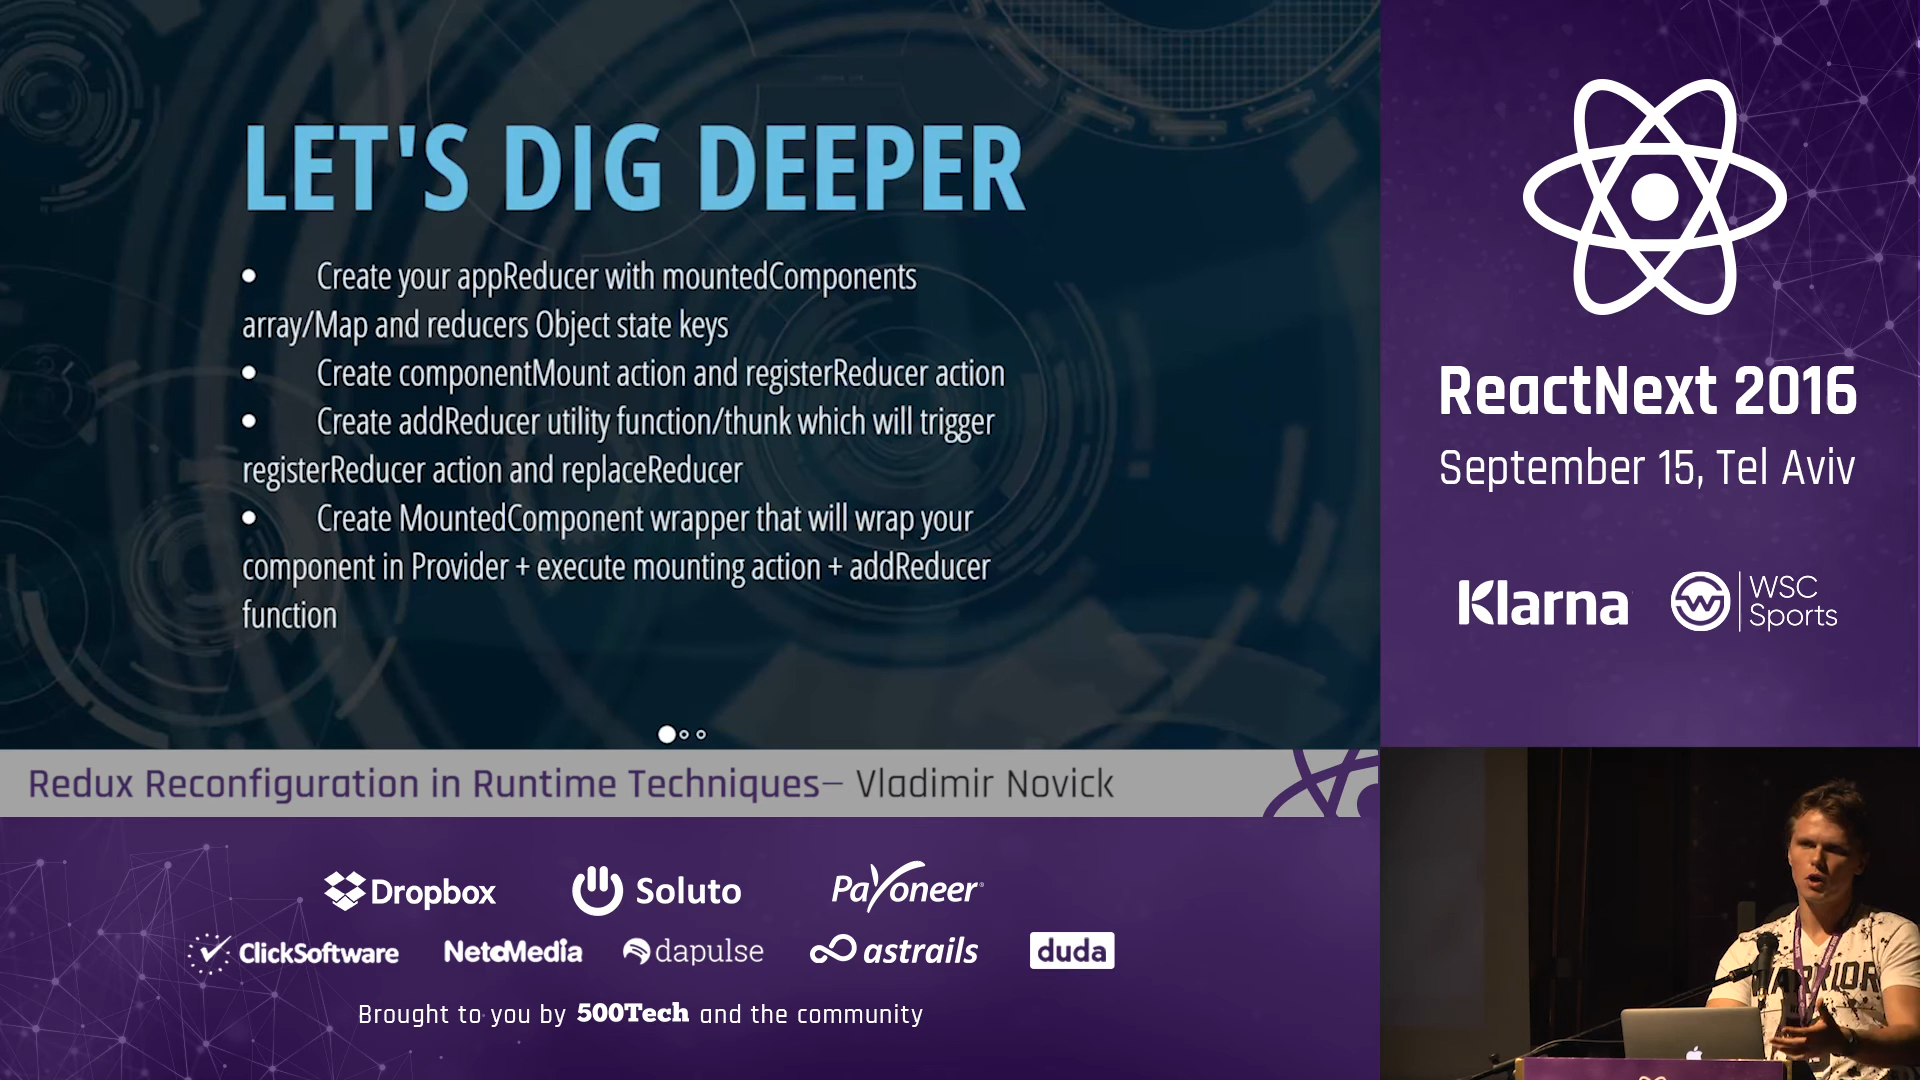 LET'S DIG DEEPER
• Create your appReducer with mountedComponents
array/Map and reducers Object state keys
• Create componentMount action and registerReducer action
• Create addReducer utility function/thunk which will trigger
registerReducer action and replaceReducer
• Create MountedComponent wrapper that will wrap your
component in Provider + execute mounting action + addReducer
function
Redux Reconfiguration in Runtime Techniques— Vladimir Novick
Dropbox Soluto Payoneer
ClickSoftware NetoMedia dapulse astrails duda
Brought to you by 500Tech and the community
ReactNext 2016
September 15, Tel Aviv
Klarna WSC
Sports
WARRIOR